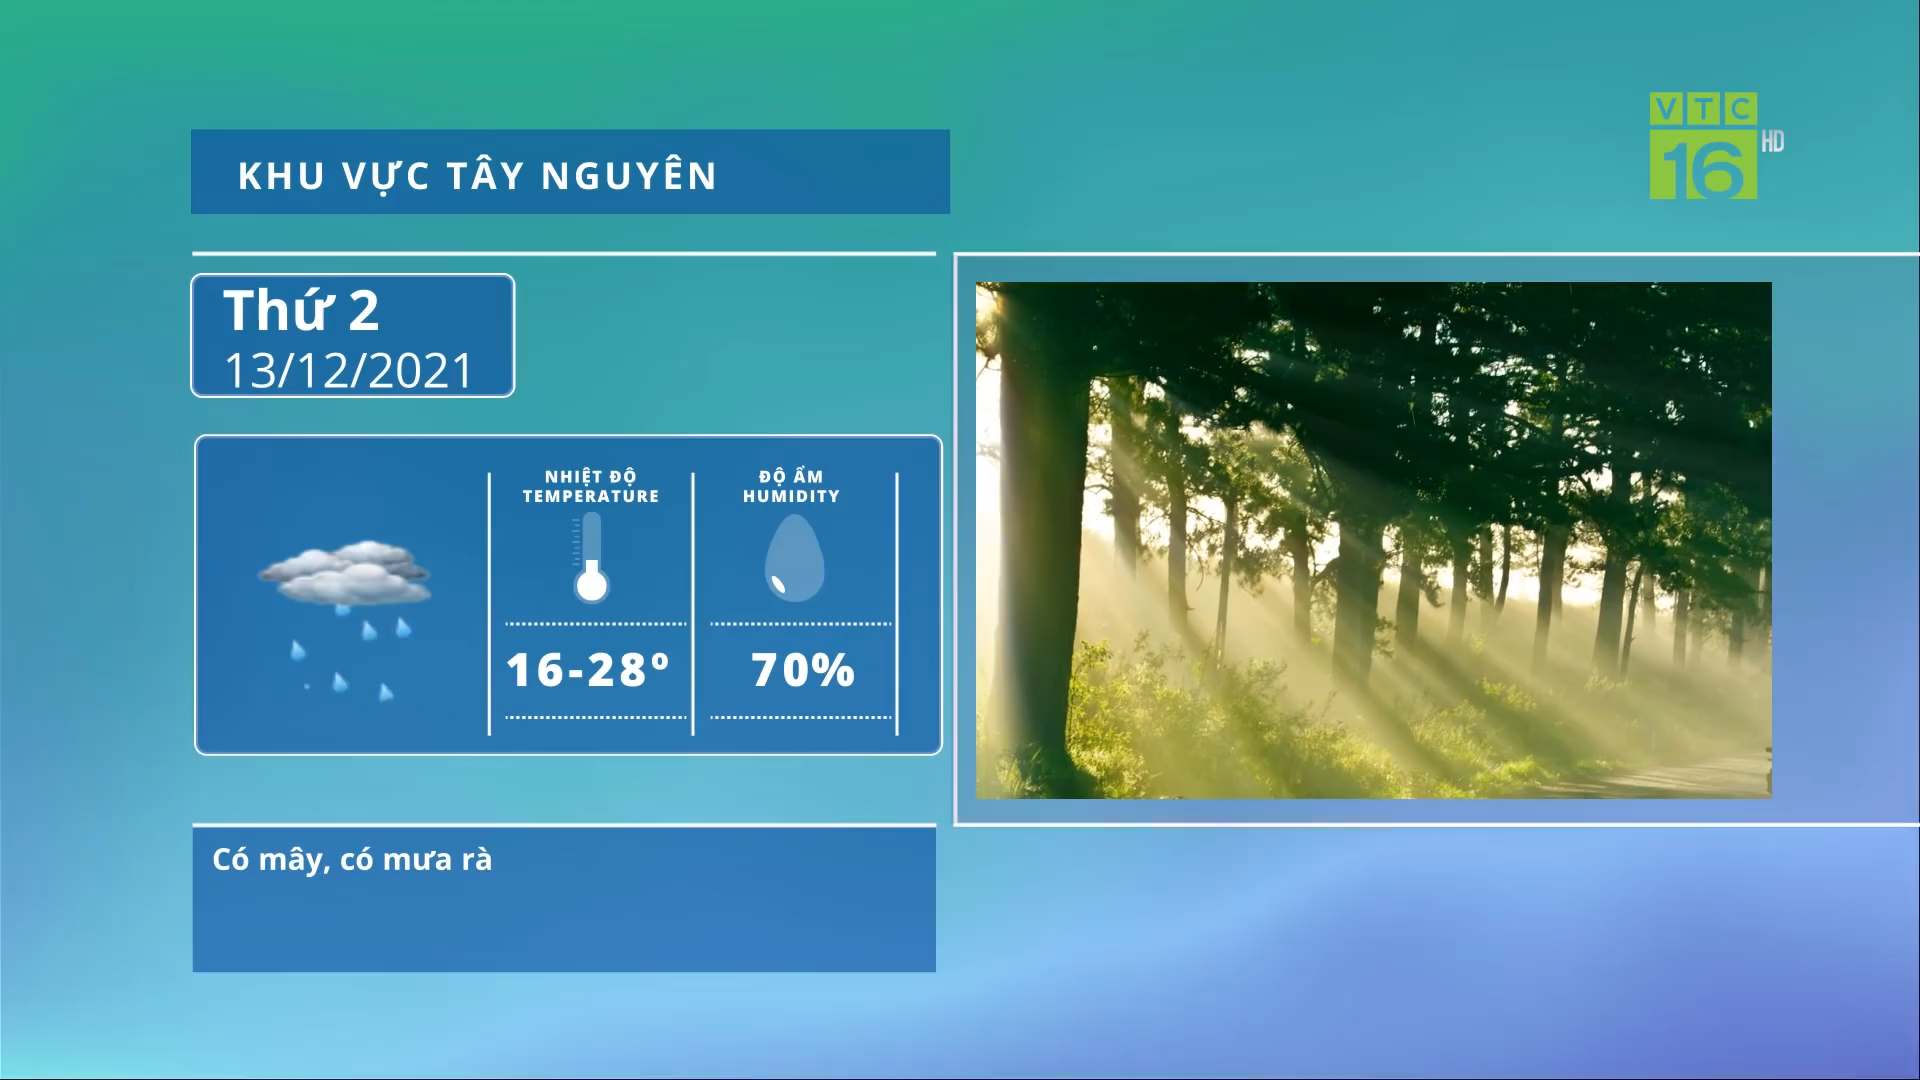 VTC
16 HD
KHU VỰC TÂY NGUYÊN
Thứ 2
13/12/2021
NHIỆT ĐỘ
TEMPERATURE
16-28º
ĐỘ ẨM
HUMIDITY
70%
Có mây, có mưa rà